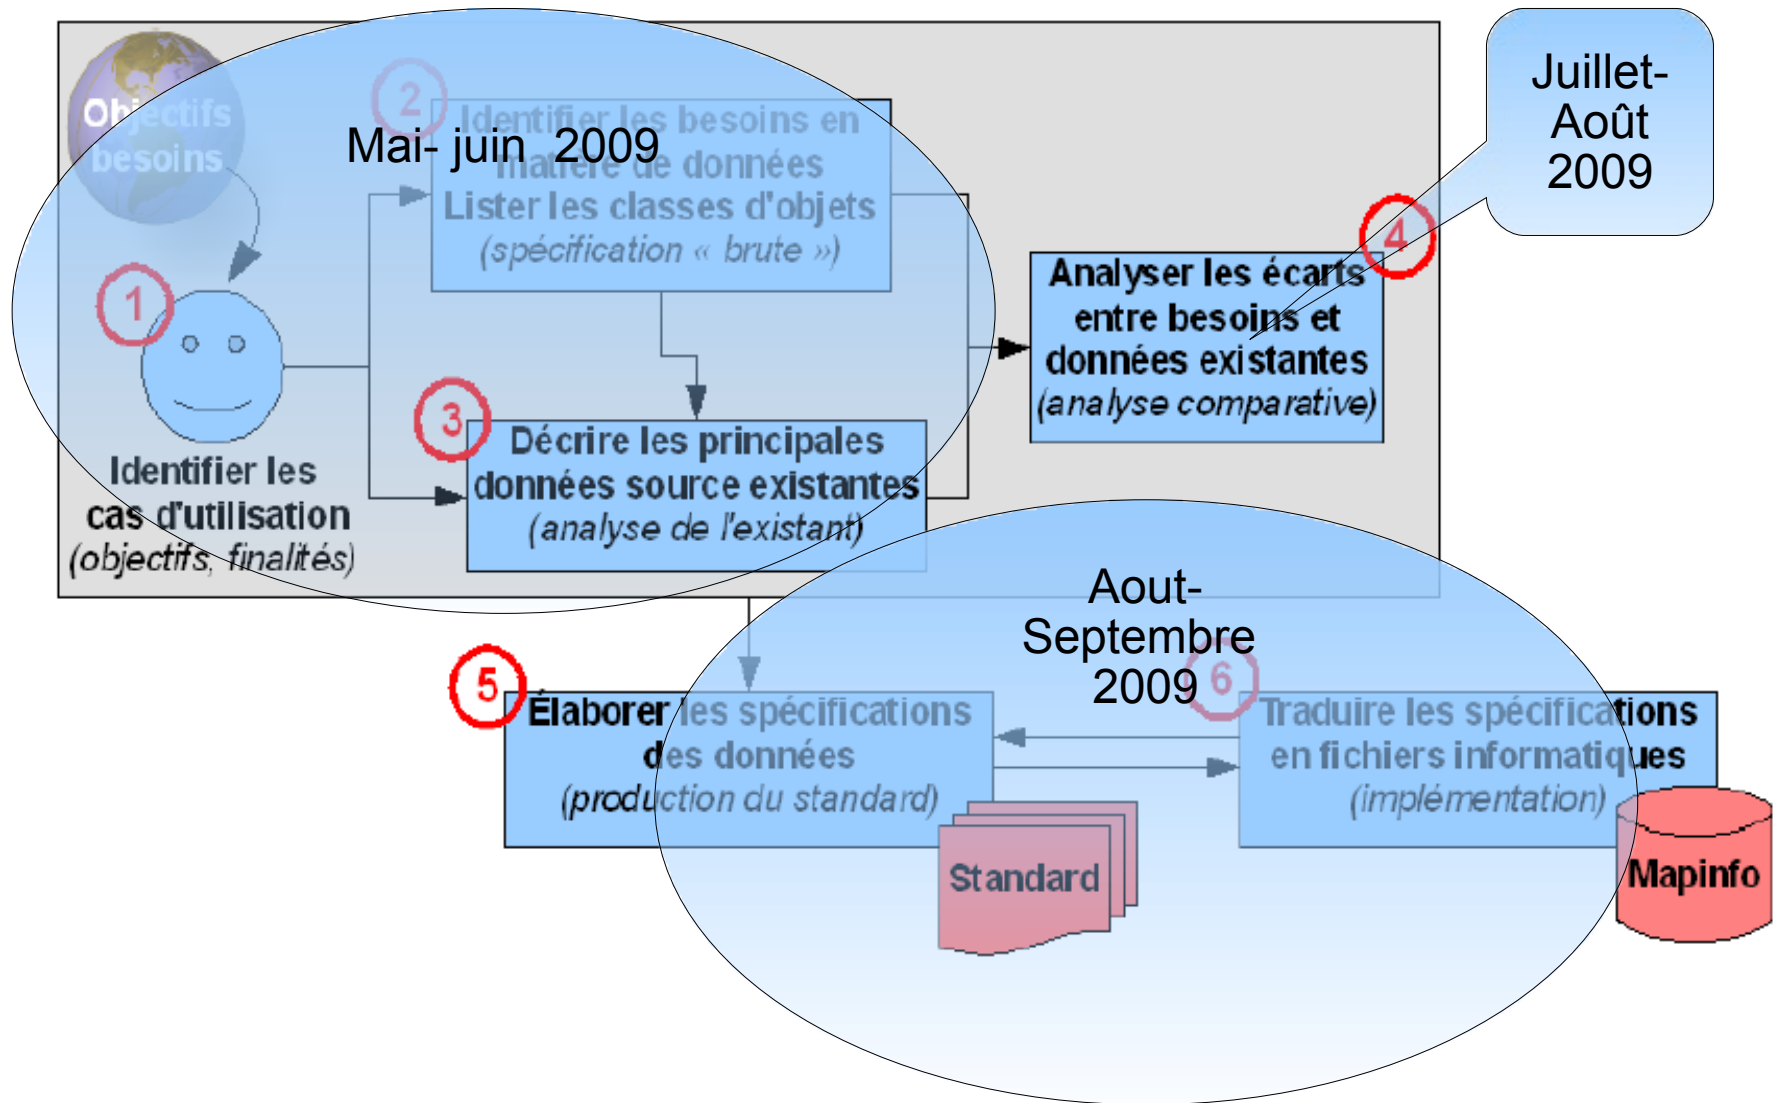 Objectifs
besoins
Mai- juin 2009
2
Identifier les besoins en
matière de données
Lister les classes d'objets
(spécification « brute »)
Juillet-
Août
2009
1
Identifier les
cas d'utilisation
(objectifs, finalités)
3
Décrire les principales
données source existantes
(analyse de l'existant)
4
Analyser les écarts
entre besoins et
données existantes
(analyse comparative)
Aout-
Septembre
2009
5
Élaborer les spécifications
des données
(production du standard)
Standard
6
Traduire les spécifications
en fichiers informatiques
(implémentation)
Mapinfo